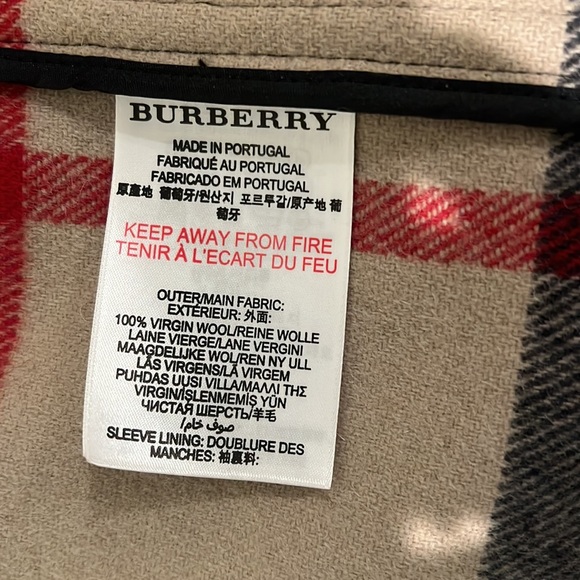 BURBERRY
MADE IN PORTUGAL
FABRIQUÉ AU PORTUGAL
FABRICADO EM PORTUGAL
原產地 葡萄牙/원산지 포르투갈/原产地 葡
萄牙
KEEP AWAY FROM FIRE
TENIR À L'ECART DU FEU
OUTER/MAIN FABRIC:
EXTÉRIEUR: 外面:
100% VIRGIN WOOL/REINE WOLLE
LAINE VIERGE/LANE VERGINI
MAAGDELIJKE WOL/REN NY ULL
LÃS VIRGENS/LÃ VIRGEM
PUHDAS UUSI VILLA/ΜΑΛΛΙ ΤΗΣ
VIRGIN/İŞLENMEMİŞ YÜN
ЧИСТАЯ ШЕРСТЬ/羊毛
/صوف خام
SLEEVE LINING: DOUBLURE DES
MANCHES: 袖裏料: